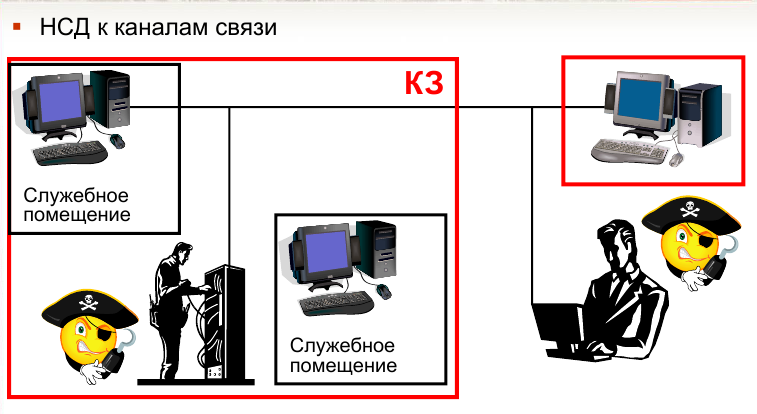 НСД к каналам связи
КЗ
Служебное
помещение
Служебное
помещение